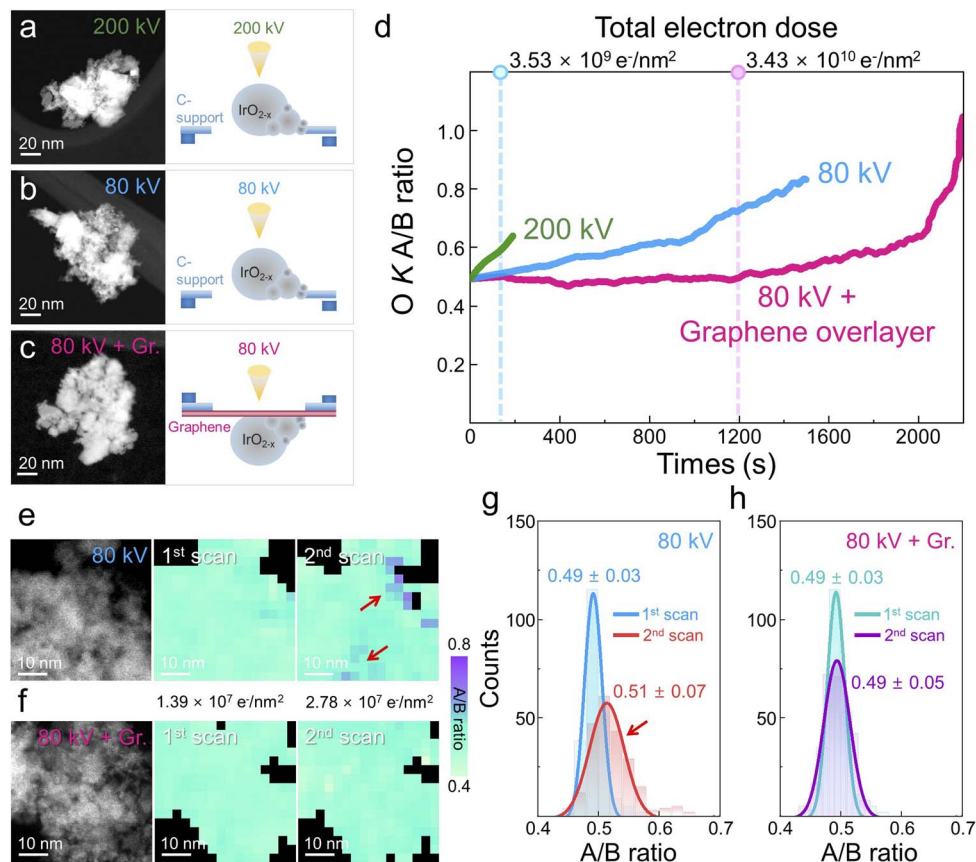 a
200 kV
20 nm
200 kV
C-
support
IrO₂₋ₓ
b
80 kV
20 nm
80 kV
C-
support
IrO₂₋ₓ
c
80 kV + Gr.
20 nm
80 kV
Graphene
IrO₂₋ₓ
d
Total electron dose
3.53 × 10⁹ e⁻/nm²
3.43 × 10¹⁰ e⁻/nm²
O K A/B ratio
1.0
0.8
0.6
0.4
0.2
200 kV
80 kV
80 kV +
Graphene overlayer
0
400
800
1200
1600
2000
Times (s)
e
80 kV
10 nm
1st scan
10 nm
2nd scan
10 nm
0.8
A/B ratio
0.4
f
1.39 × 10⁷ e⁻/nm²
2.78 × 10⁷ e⁻/nm²
80 kV + Gr.
10 nm
1st scan
10 nm
2nd scan
10 nm
g
150
100
50
0
Counts
80 kV
0.49 ± 0.03
1st scan
2nd scan
0.51 ± 0.07
0.4
0.5
0.6
0.7
A/B ratio
h
150
100
50
0
80 kV + Gr.
0.49 ± 0.03
1st scan
2nd scan
0.49 ± 0.05
0.4
0.5
0.6
0.7
A/B ratio